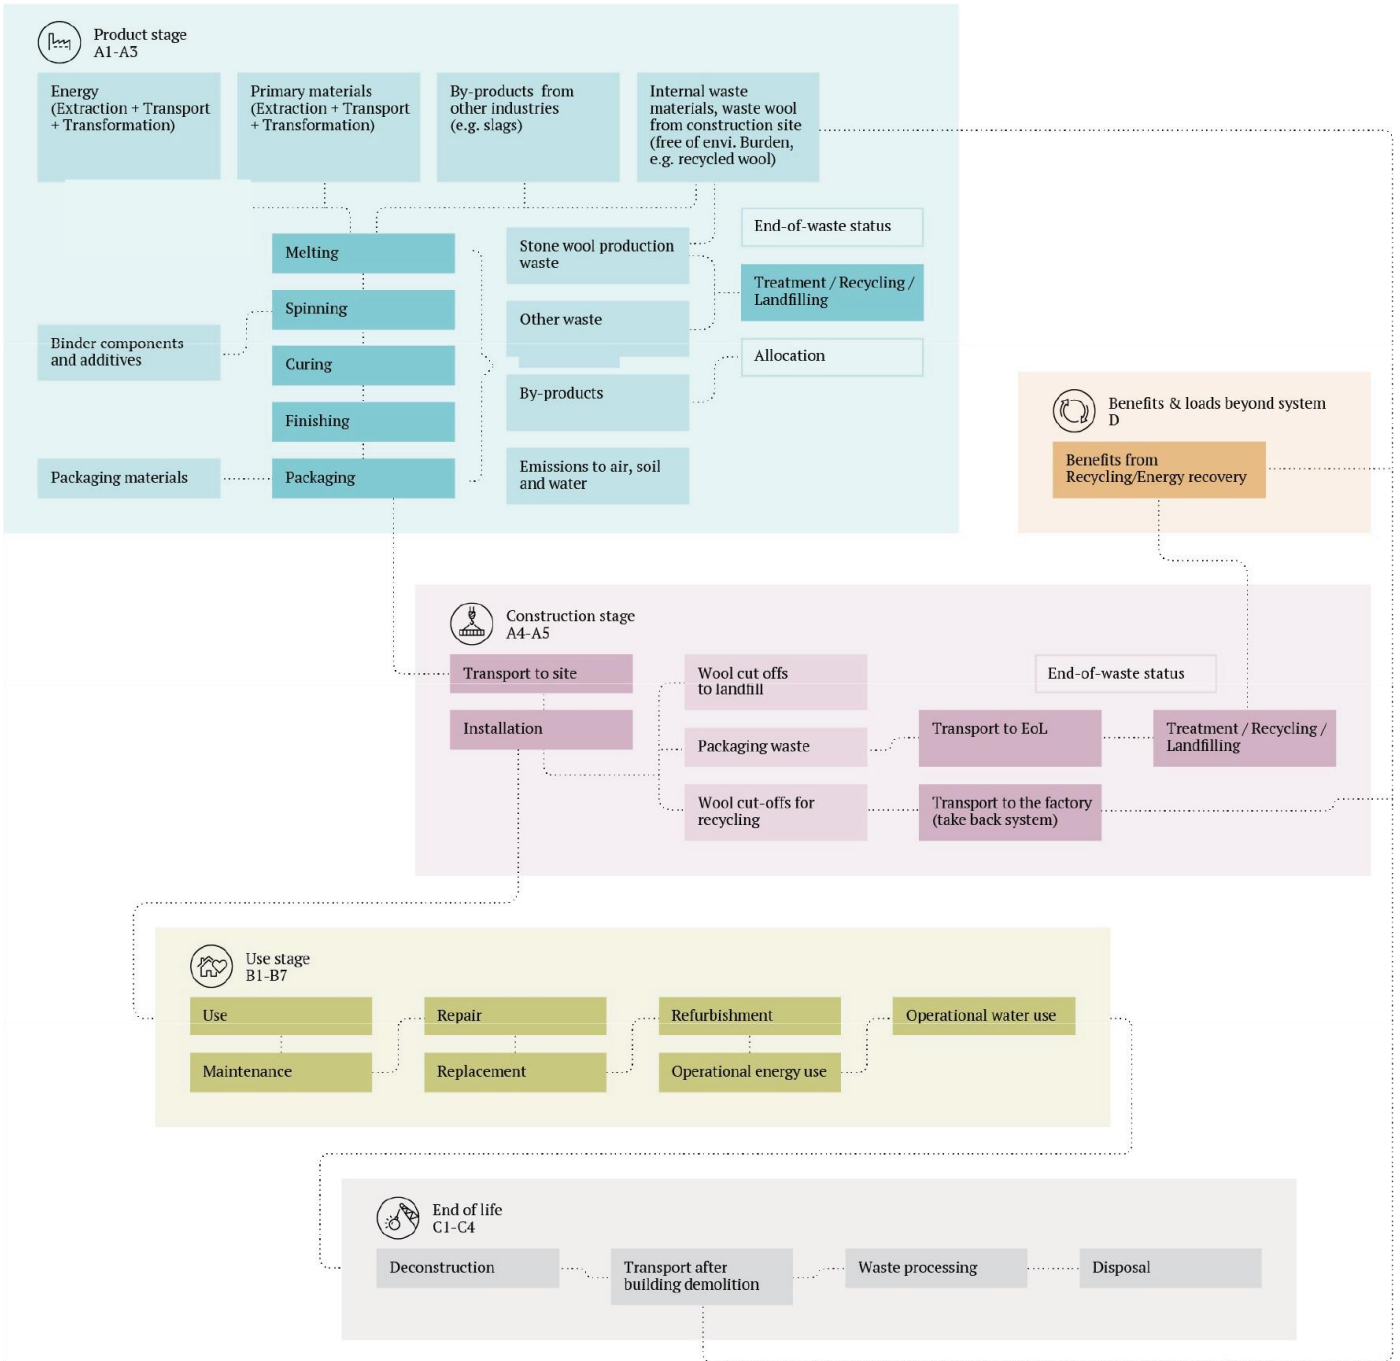 Product stage
A1-A3
Energy
(Extraction + Transport
+ Transformation)
Primary materials
(Extraction + Transport
+ Transformation)
By-products from
other industries
(e.g. slags)
Internal waste
materials, waste wool
from construction site
(free of envi. Burden,
e.g. recycled wool)
Melting
Spinning
Curing
Finishing
Packaging
Binder components
and additives
Packaging materials
Stone wool production
waste
Other waste
By-products
Emissions to air, soil
and water
End-of-waste status
Treatment / Recycling /
Landfilling
Allocation
Benefits & loads beyond system
D
Benefits from
Recycling/Energy recovery
Construction stage
A4-A5
Transport to site
Installation
Wool cut offs
to landfill
Packaging waste
Wool cut-offs for
recycling
Transport to EoL
Transport to the factory
(take back system)
End-of-waste status
Treatment / Recycling /
Landfilling
Use stage
B1-B7
Use
Maintenance
Repair
Replacement
Refurbishment
Operational energy use
Operational water use
End of life
C1-C4
Deconstruction
Transport after
building demolition
Waste processing
Disposal